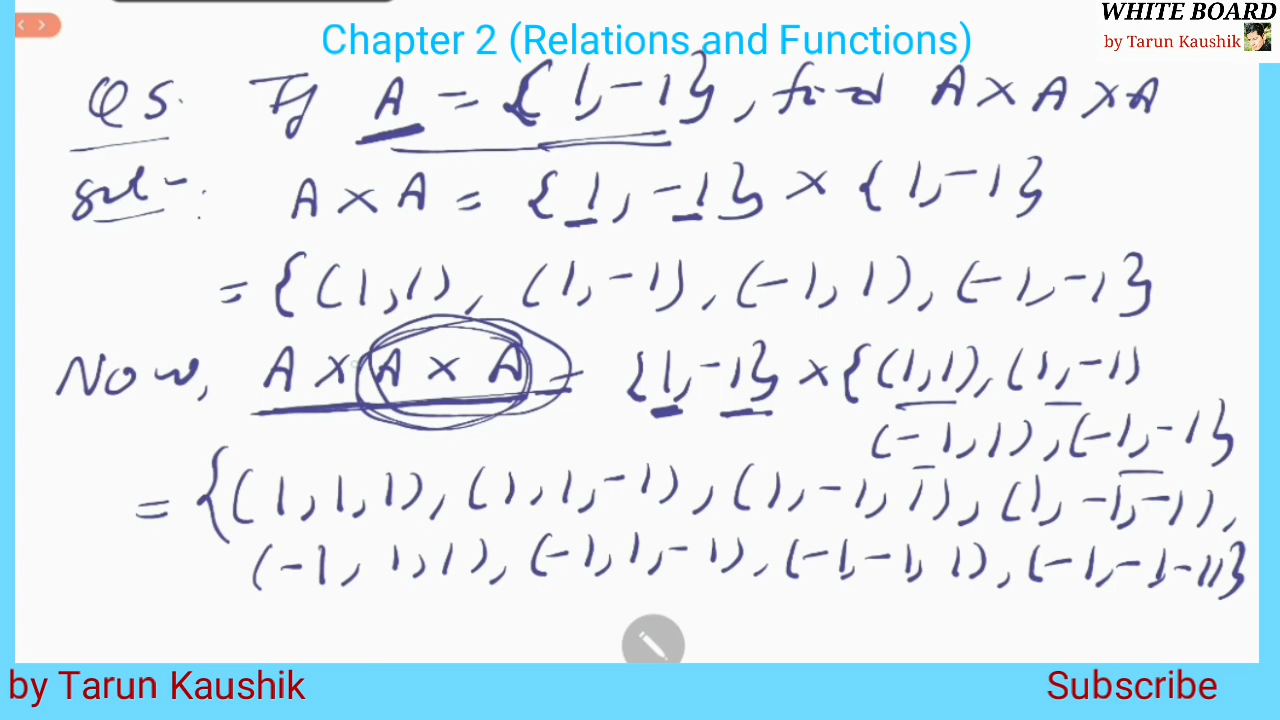 WHITE BOARD
by Tarun Kaushik
Chapter 2 (Relations and Functions)
Q5. If A = {1,-1}, find A×A×A
Sol-: A×A = {1,-1} × {1,-1}
= {(1,1), (1,-1), (-1,1), (-1,-1}
Now, A×A×A = {1,-1} × {(1,1), (1,-1)
(-1,1), (-1,-1}
= {(1,1,1), (1,1,-1), (1,-1,1), (1,-1,-1),
(-1,1,1), (-1,1,-1), (-1,-1,1), (-1,-1-1)}
by Tarun Kaushik
Subscribe